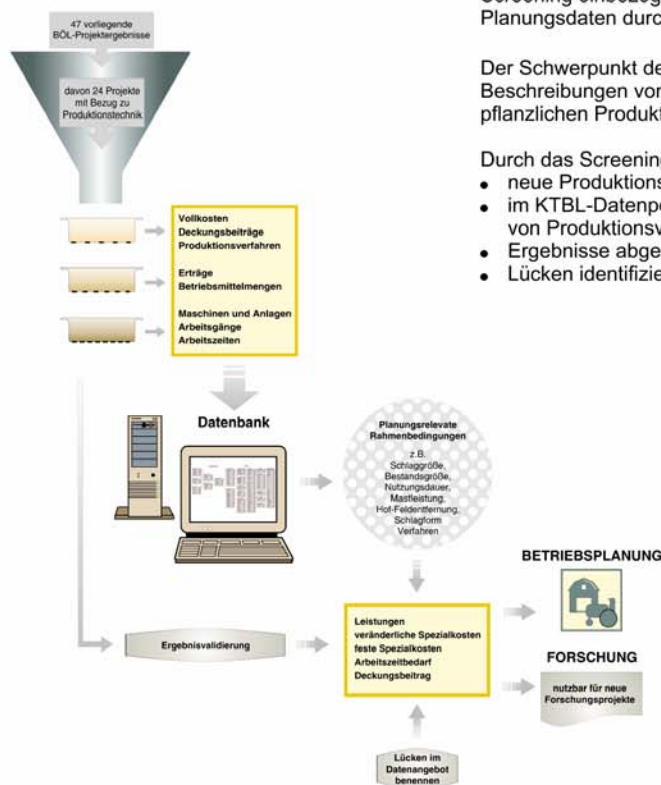 47 vorliegende
BÖL-Projektergebnisse
davon 24 Projekte
mit Bezug zu
Produktionstechnik
Planungsdaten durc
Der Schwerpunkt de
Beschreibungen vor
pflanzlichen Produkt
Durch das Screening
• neue Produktions
• im KTBL-Datenpo
von Produktionsv
• Ergebnisse abge
• Lücken identifizie
Vollkosten
Deckungsbeiträge
Produktionsverfahren
Erträge
Betriebsmittelmengen
Maschinen und Anlagen
Arbeitsgänge
Arbeitszeiten
Datenbank
Planungsrelevate
Rahmenbedingungen
z.B.
Schlaggröße,
Bestandsgröße,
Nutzungsdauer,
Mastleistung,
Hof-Feldentfernung,
Schlagform
Verfahren
Ergebnisvalidierung
Leistungen
veränderliche Spezialkosten
feste Spezialkosten
Arbeitszeitbedarf
Deckungsbeitrag
BETRIEBSPLANUNG
FORSCHUNG
nutzbar für neue
Forschungsprojekte
Lücken im
Datenangebot
benennen